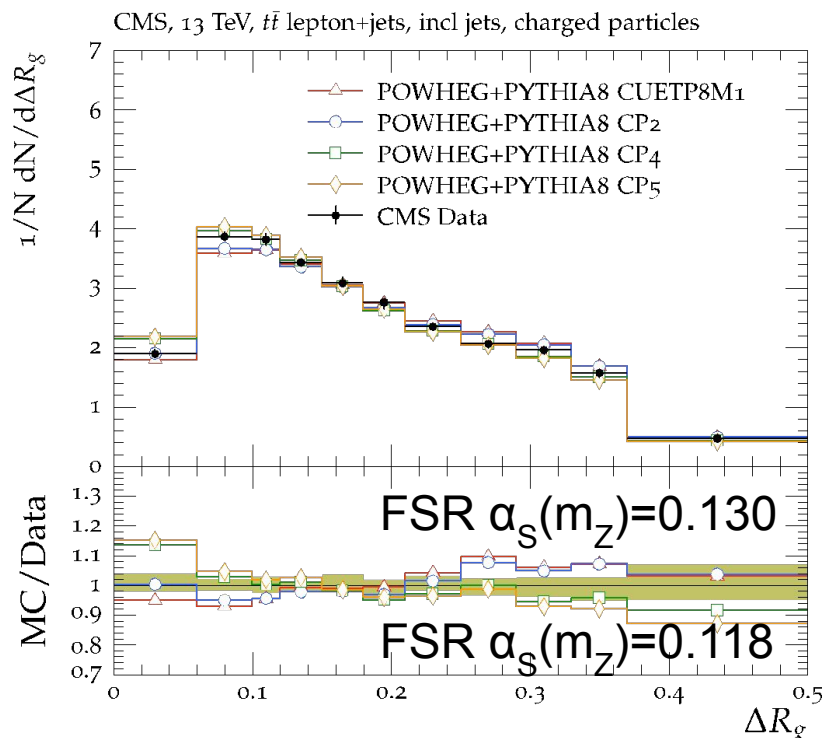 CMS, 13 TeV, tt̄ lepton+jets, incl jets, charged particles
1/N dN/dΔR_g
7
6
5
4
3
2
1
0
POWHEG+PYTHIA8 CUETP8M1
POWHEG+PYTHIA8 CP2
POWHEG+PYTHIA8 CP4
POWHEG+PYTHIA8 CP5
CMS Data
MC/Data
1.3
1.2
1.1
1
0.9
0.8
0.7
FSR α_S(m_Z)=0.130
FSR α_S(m_Z)=0.118
0 0.1 0.2 0.3 0.4 0.5
ΔR_g